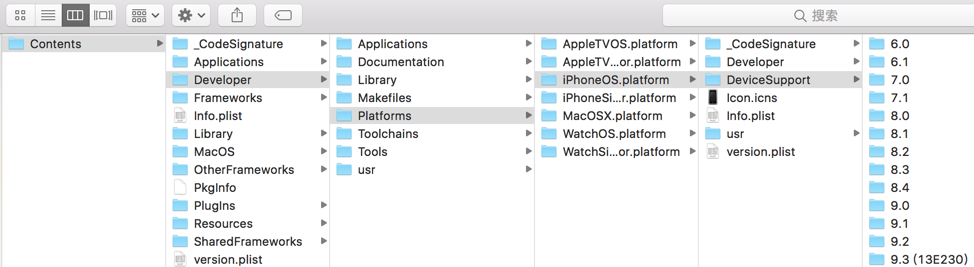 搜索
Contents
_CodeSignature
Applications
Developer
Frameworks
Info.plist
Library
MacOS
OtherFrameworks
PkgInfo
PlugIns
Resources
SharedFrameworks
version.plist
Applications
Documentation
Library
Makefiles
Platforms
Toolchains
Tools
usr
AppleTVOS.platform
AppleTV...or.platform
iPhoneOS.platform
iPhoneSi...r.platform
MacOSX.platform
WatchOS.platform
WatchSi...or.platform
_CodeSignature
Developer
DeviceSupport
Icon.icns
Info.plist
usr
version.plist
6.0
6.1
7.0
7.1
8.0
8.1
8.2
8.3
8.4
9.0
9.1
9.2
9.3 (13E230)